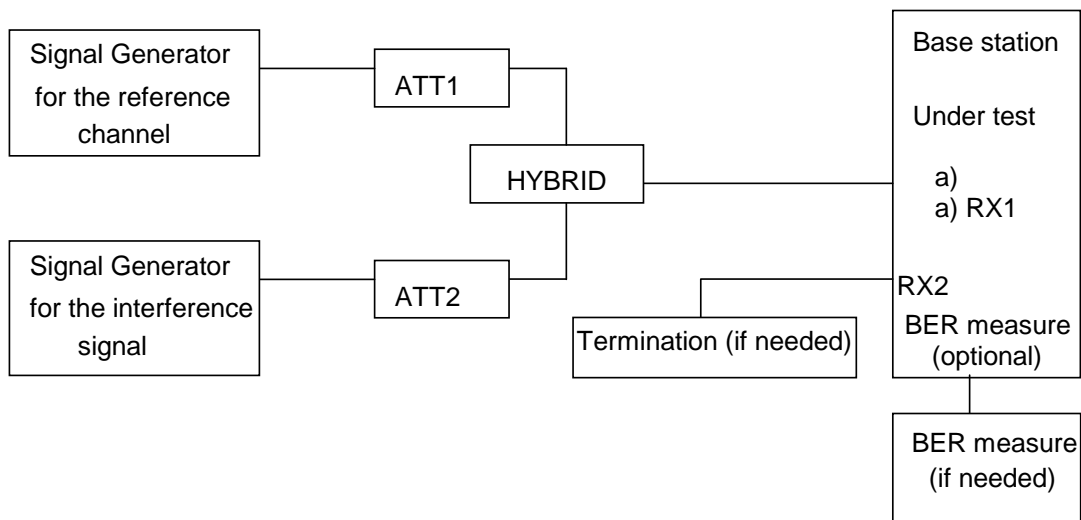 Signal Generator
for the reference
channel
ATT1
HYBRID
Signal Generator
for the interference
signal
ATT2
Termination (if needed)
Base station
Under test
a)
a) RX1
RX2
BER measure
(optional)
BER measure
(if needed)